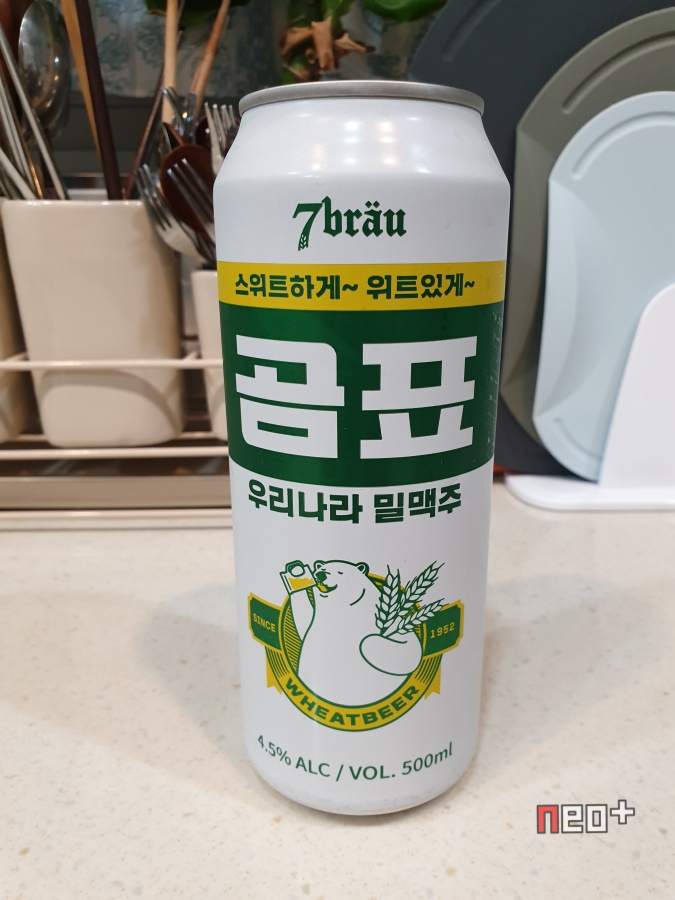 7bräu
스위트하게~ 위트있게~
곰표
우리나라 밀맥주
SINCE 1952
WHEATBEER
4.5% ALC / VOL. 500ml
neo+